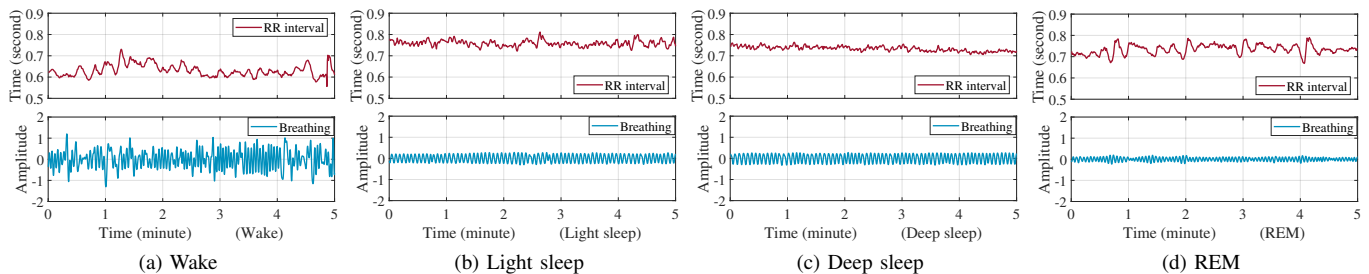 Time (second)
0.9
0.8
0.7
0.6
0.5
RR interval
Amplitude
2
1
0
-1
-2
Breathing
0 1 2 3 4 5
Time (minute) (Wake)
(a) Wake
Time (second)
0.9
0.8
0.7
0.6
0.5
RR interval
Amplitude
2
1
0
-1
-2
Breathing
0 1 2 3 4 5
Time (minute) (Light sleep)
(b) Light sleep
Time (second)
0.9
0.8
0.7
0.6
0.5
RR interval
Amplitude
2
1
0
-1
-2
Breathing
0 1 2 3 4 5
Time (minute) (Deep sleep)
(c) Deep sleep
Time (second)
0.9
0.8
0.7
0.6
0.5
RR interval
Amplitude
2
1
0
-1
-2
Breathing
0 1 2 3 4 5
Time (minute) (REM)
(d) REM